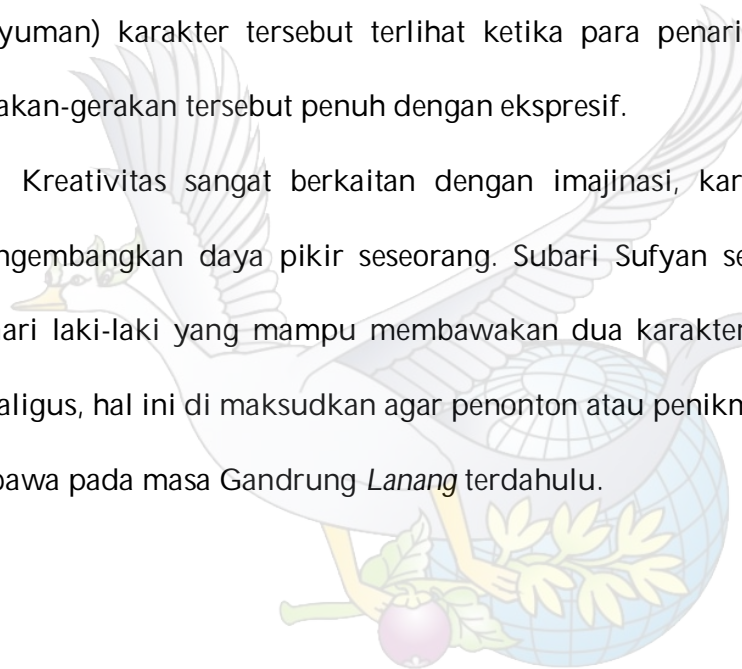 yuman) karakter tersebut terlihat ketika para penari
akan-gerakan tersebut penuh dengan ekspresif.
Kreativitas sangat berkaitan dengan imajinasi, kar
ngembangkan daya pikir seseorang. Subari Sufyan se
ari laki-laki yang mampu membawakan dua karakter
aligus, hal ini di maksudkan agar penonton atau penikm
bawa pada masa Gandrung Lanang terdahulu.